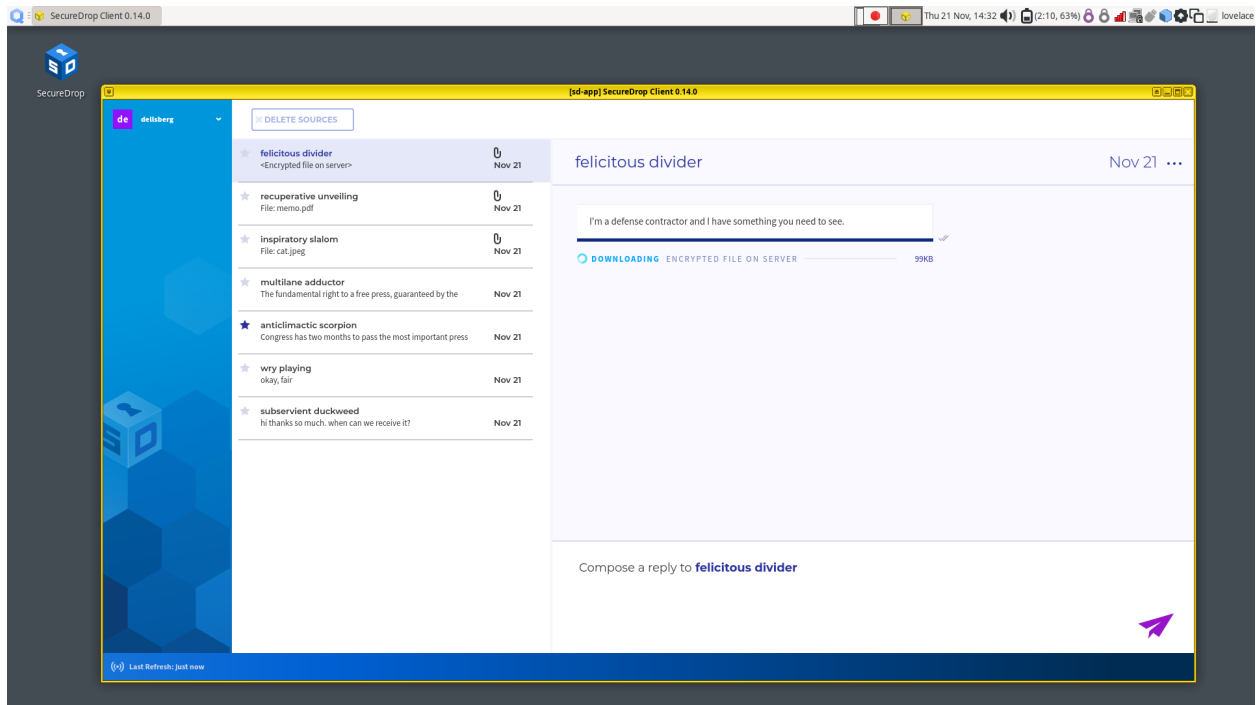 SecureDrop Client 0.14.0
Thu 21 Nov, 14:32
(2:10, 63%)
lovelace
SecureDrop
[sd-app] SecureDrop Client 0.14.0
de dellsberg
DELETE SOURCES
felicitous divider
<Encrypted file on server>
Nov 21
recuperative unveiling
File: memo.pdf
Nov 21
inspiratory slalom
File: cat.jpeg
Nov 21
multilane adductor
The fundamental right to a free press, guaranteed by the
Nov 21
anticlimactic scorpion
Congress has two months to pass the most important press
Nov 21
wry playing
okay, fair
Nov 21
subservient duckweed
hi thanks so much. when can we receive it?
Nov 21
felicitous divider
Nov 21
I'm a defense contractor and I have something you need to see.
DOWNLOADING ENCRYPTED FILE ON SERVER 99KB
Compose a reply to felicitous divider
Last Refresh: just now